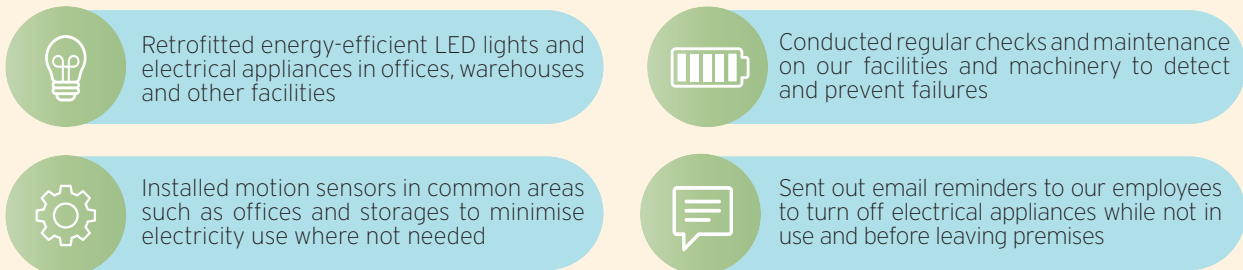 Retrofitted energy-efficient LED lights and
electrical appliances in offices, warehouses
and other facilities
Conducted regular checks and maintenance
on our facilities and machinery to detect
and prevent failures
Installed motion sensors in common areas
such as offices and storages to minimise
electricity use where not needed
Sent out email reminders to our employees
to turn off electrical appliances while not in
use and before leaving premises